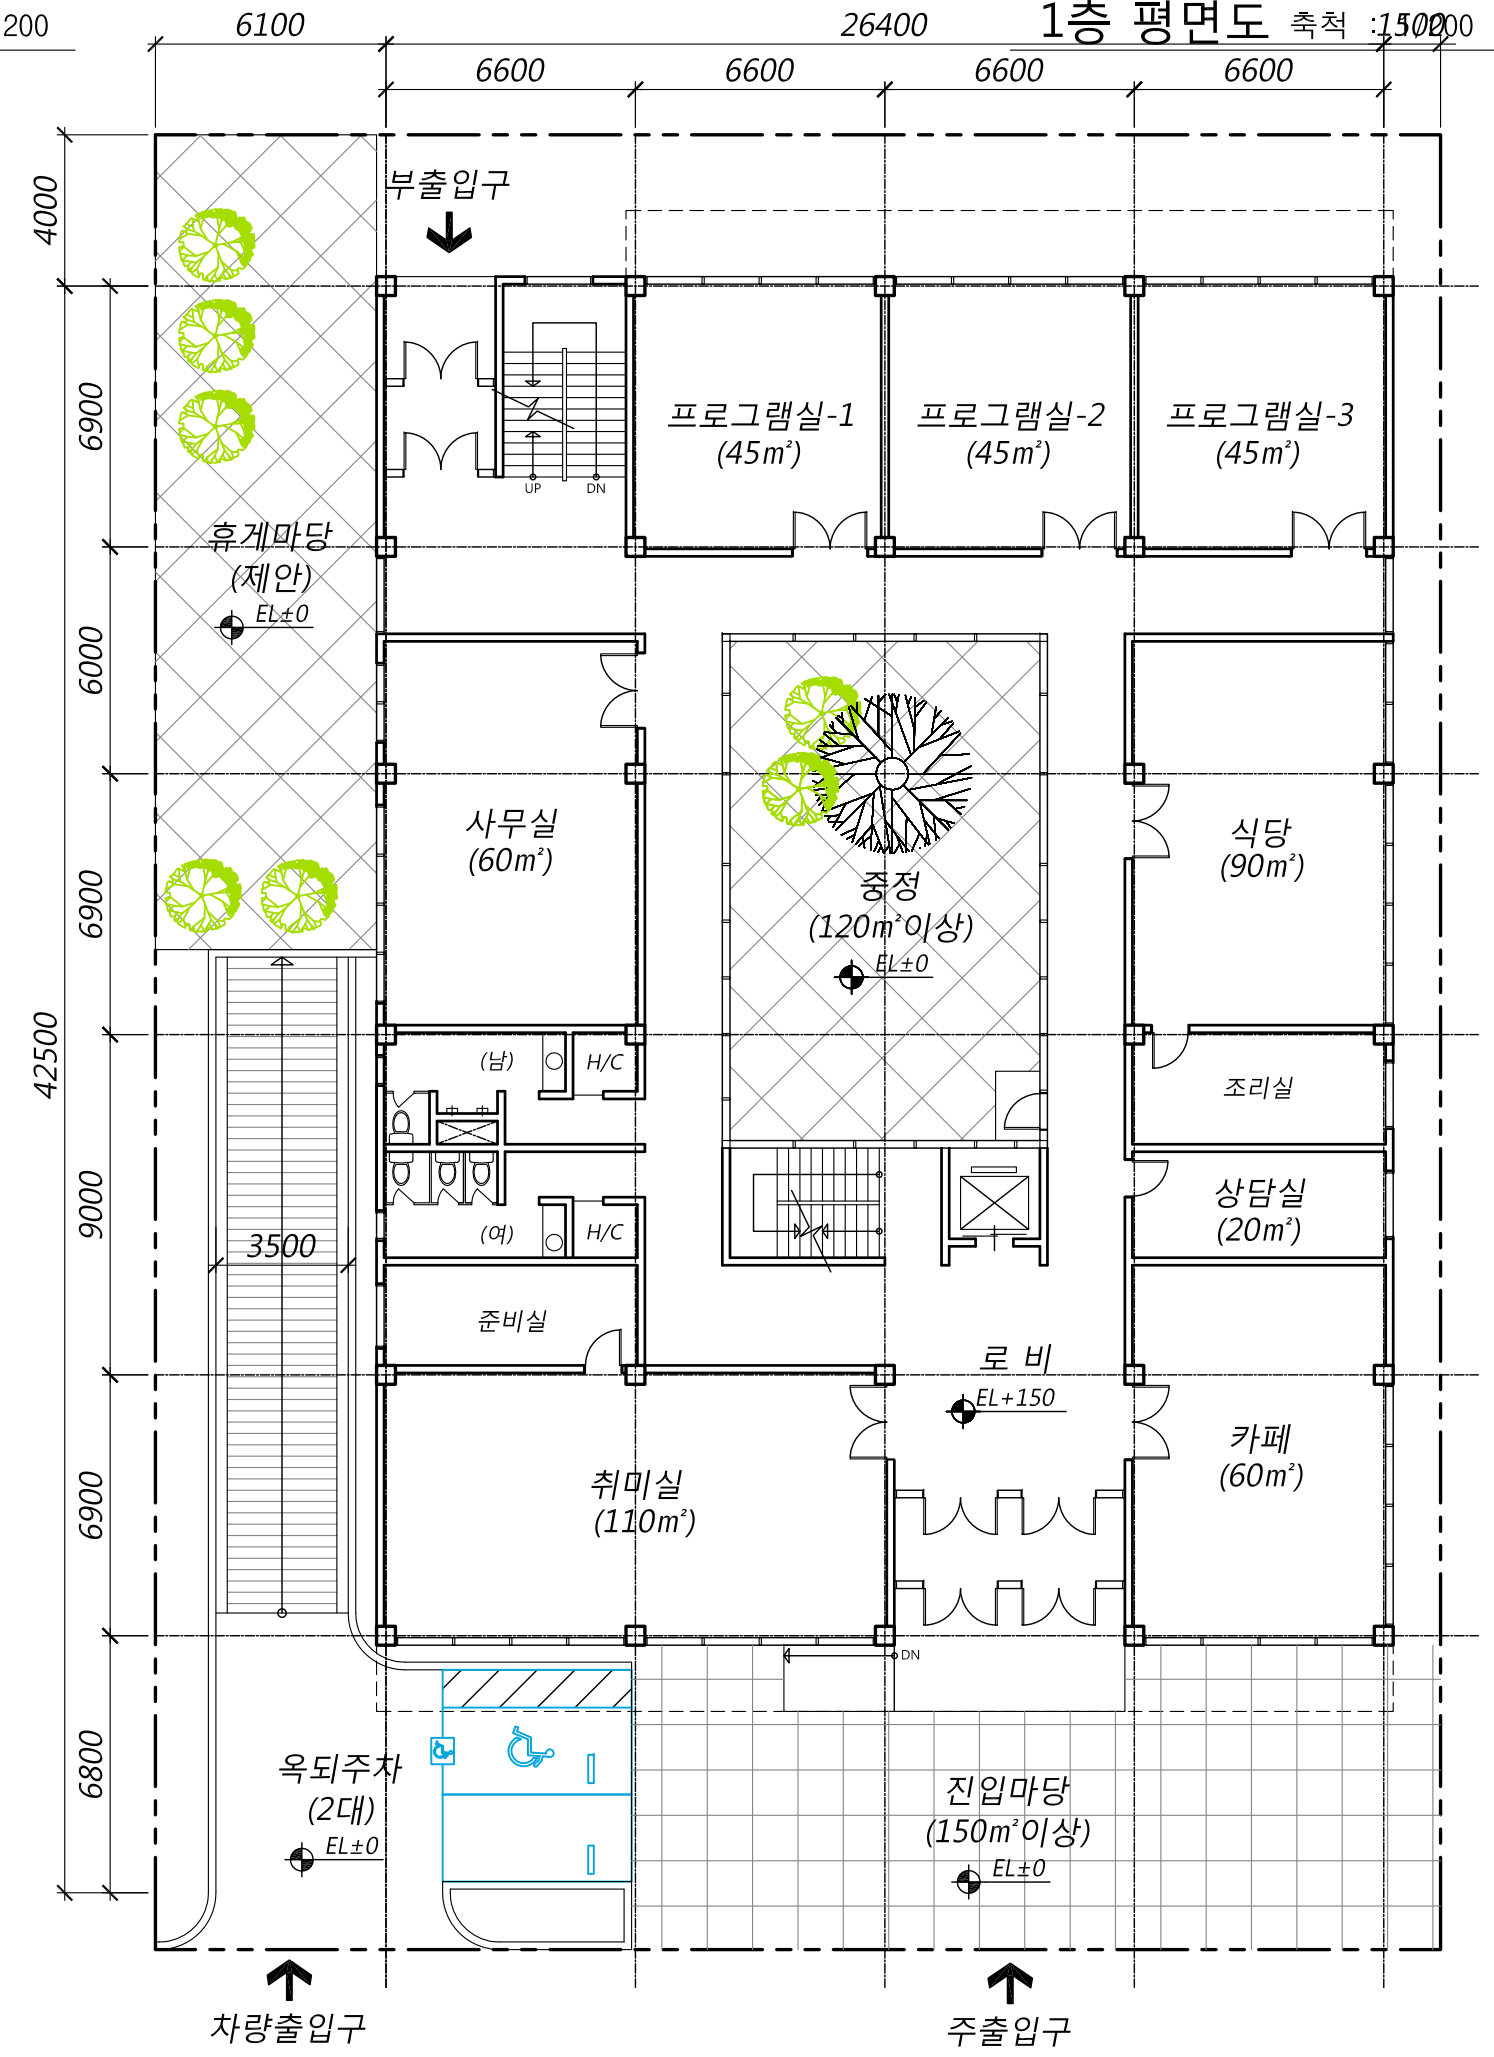 200
6100
26400
1층 평면도 축척 :
6600
6600
6600
6600
4000
부출입구
6900
프로그램실-1
(45㎡)
프로그램실-2
(45㎡)
프로그램실-3
(45㎡)
UP
DN
휴게마당
(제안)
EL±0
6000
사무실
(60㎡)
식당
(90㎡)
중정
(120㎡이상)
EL±0
6900
42500
(남)
H/C
조리실
9000
상담실
(20㎡)
(여)
H/C
3500
준비실
로 비
EL+150
카페
(60㎡)
취미실
(110㎡)
6900
DN
옥되주차
(2대)
EL±0
6800
진입마당
(150㎡이상)
EL±0
차량출입구
주출입구